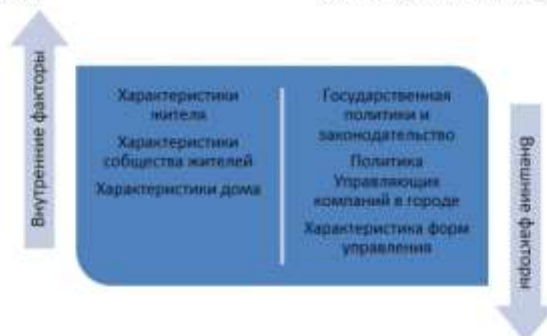 Внутренние факторы
Характеристики
жителя
Характеристики
собщества жителей
Характеристики дома
Государственная
политики и
законодательство
Политика
Управляющих
компаний в городе
Характеристика форм
управления
Внешние факторы